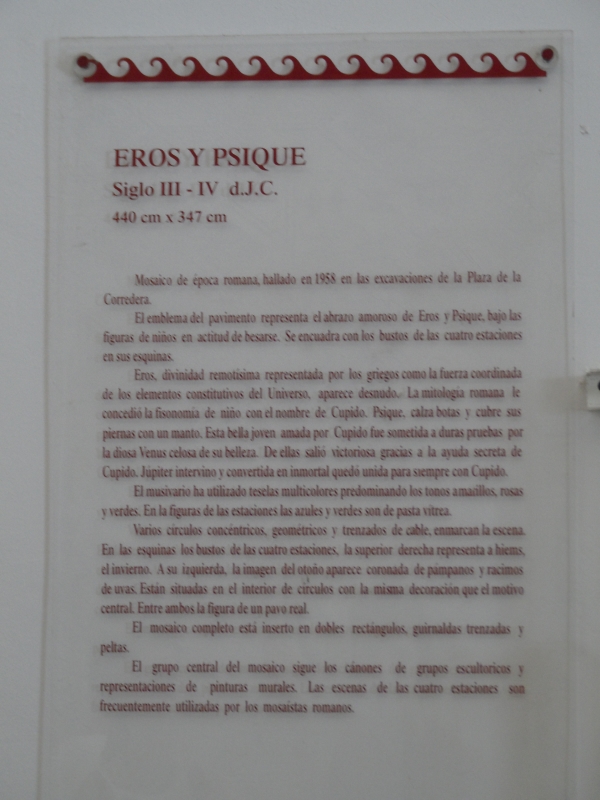 EROS Y PSIQUE
Siglo III - IV d.J.C.
440 cm x 347 cm
Mosaico de época romana, hallado en 1958 en las excavaciones de la Plaza de la
Corredera.
El emblema del pavimento representa el abrazo amoroso de Eros y Psique, bajo las
figuras de niños en actitud de besarse. Se encuadra con los bustos de las cuatro estaciones
en sus esquinas.
Eros, divinidad remotísima representada por los griegos como la fuerza coordinada
de los elementos constitutivos del Universo, aparece desnudo. La mitología romana le
concedió la fisonomia de niño con el nombre de Cupido. Psique, calza botas y cubre sus
piernas con un manto. Esta bella joven amada por Cupido fue sometida a duras pruebas por
la diosa Venus celosa de su belleza. De ellas salió victoriosa gracias a la ayuda secreta de
Cupido. Júpiter intervino y convertida en inmortal quedó unida para siempre con Cupido.
El musivario ha utilizado teselas multicolores predominando los tonos amarillos, rosas
y verdes. En la figura de las estaciones las azules y verdes son de pasta vítrea.
Varios círculos concéntricos, geométricos y trenzados de cable, enmarcan la escena.
En las esquinas los bustos de las cuatro estaciones, la superior derecha representa a hiems,
el invierno. A su izquierda, la imagen del otoño aparece coronada de pámpanos y racimos
de uvas. Están situadas en el interior de círculos con la misma decoración que el motivo
central. Entre ambos la figura de un pavo real.
El mosaico completo está inserto en dobles rectángulos, guirnaldas trenzadas y
peltas.
El grupo central del mosaico sigue los cánones de grupos escultoricos y
representaciones de pinturas murales. Las escenas de las cuatro estaciones son
frecuentemente utilizadas por los mosaístas romanos.